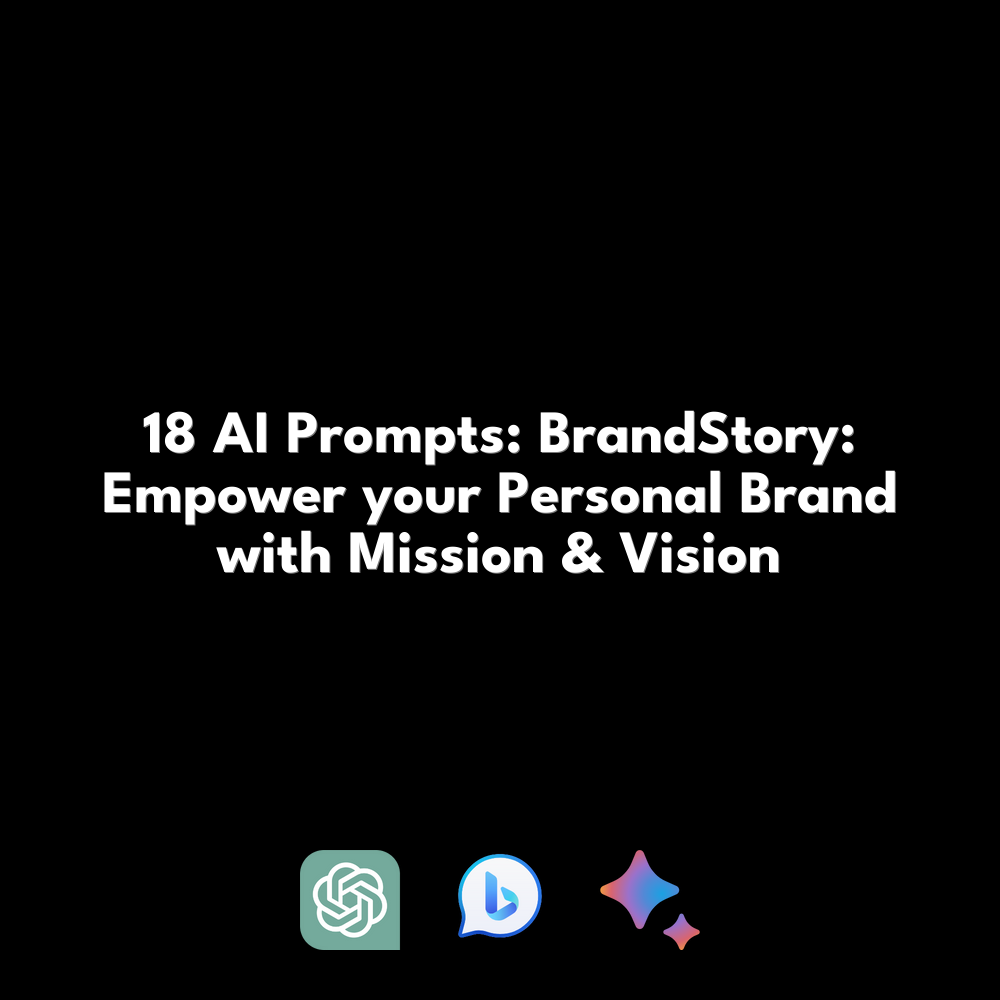 18 AI Prompts: BrandStory:
Empower your Personal Brand
with Mission & Vision